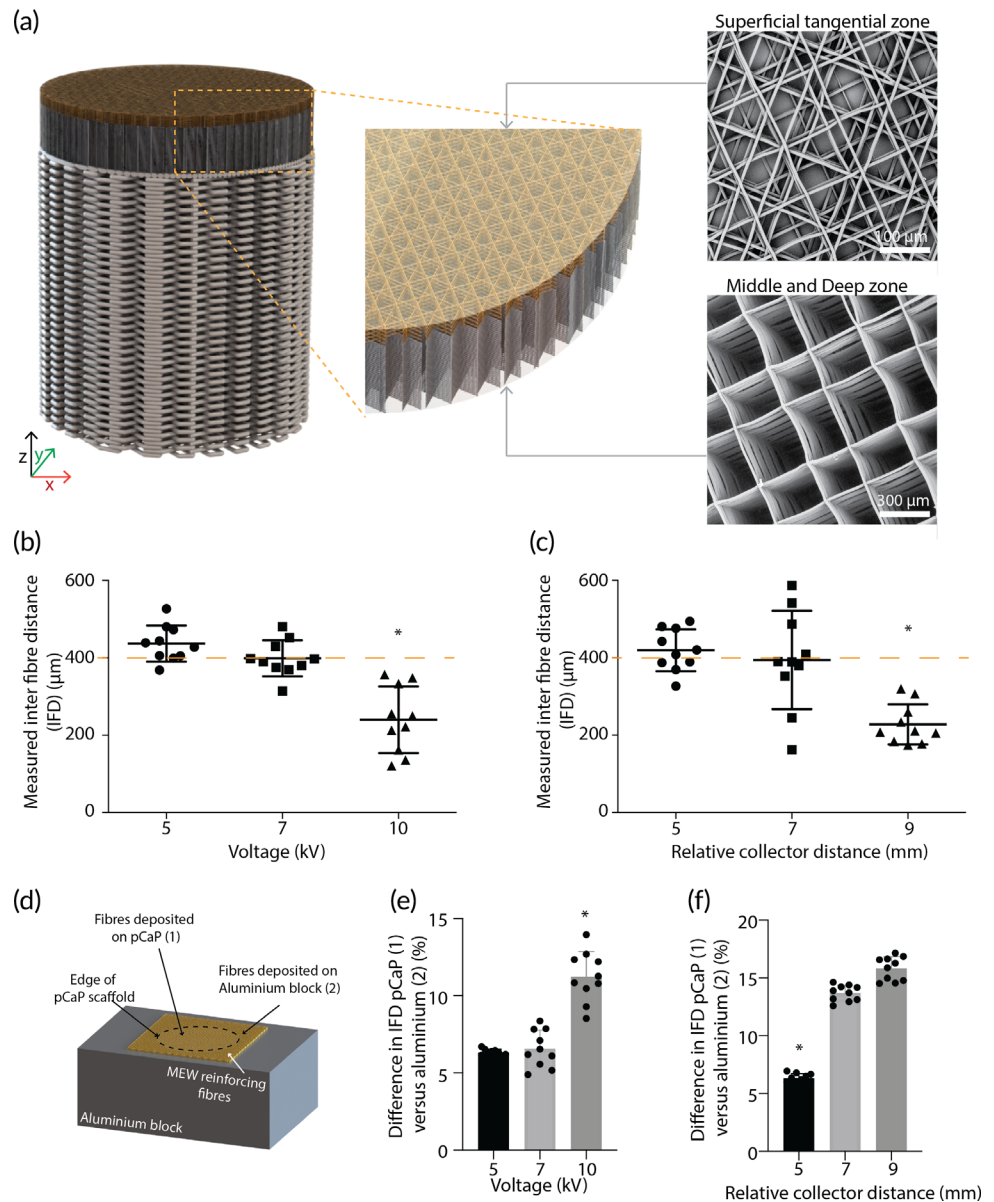 (a)
Superficial tangential zone
100 μm
Middle and Deep zone
300 μm
z
y
x
(b)
Measured inter fibre distance
(IFD) (μm)
600
400
200
0
*
5
7
10
Voltage (kV)
(c)
Measured inter fibre distance
(IFD) (μm)
600
400
200
0
*
5
7
9
Relative collector distance (mm)
(d)
Fibres deposited
on pCaP (1)
Edge of
pCaP scaffold
Fibres deposited on
Aluminium block (2)
MEW reinforcing
fibres
Aluminium block
(e)
Difference in IFD pCaP (1)
versus aluminium (2) (%)
15
10
5
0
*
5
7
10
Voltage (kV)
(f)
Difference in IFD pCaP (1)
versus aluminium (2) (%)
20
15
10
5
0
*
5
7
9
Relative collector distance (mm)